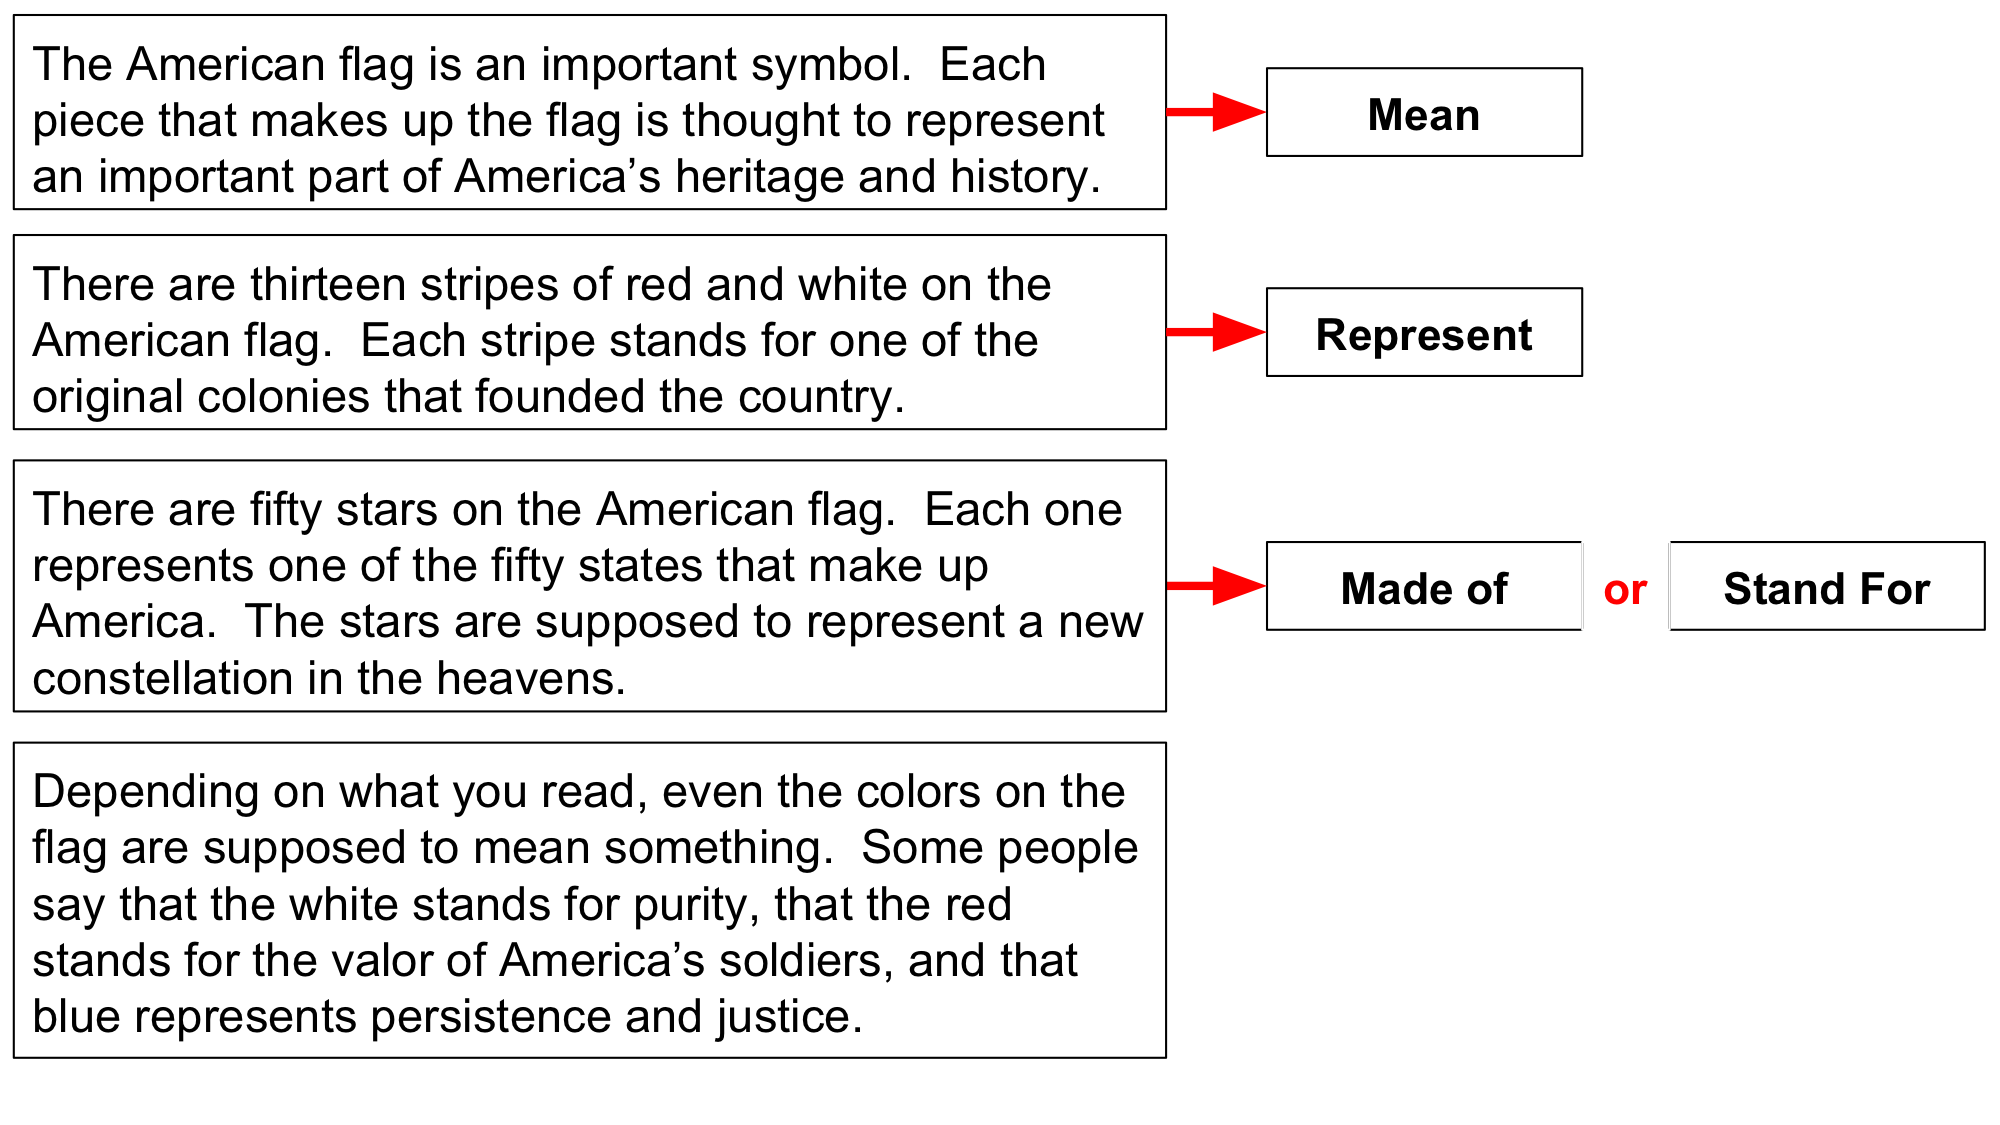 The American flag is an important symbol.  Each
piece that makes up the flag is thought to represent
an important part of America’s heritage and history.
Mean
There are thirteen stripes of red and white on the
American flag.  Each stripe stands for one of the
original colonies that founded the country.
Represent
There are fifty stars on the American flag.  Each one
represents one of the fifty states that make up
America.  The stars are supposed to represent a new
constellation in the heavens.
Made of or Stand For
Depending on what you read, even the colors on the
flag are supposed to mean something.  Some people
say that the white stands for purity, that the red
stands for the valor of America’s soldiers, and that
blue represents persistence and justice.